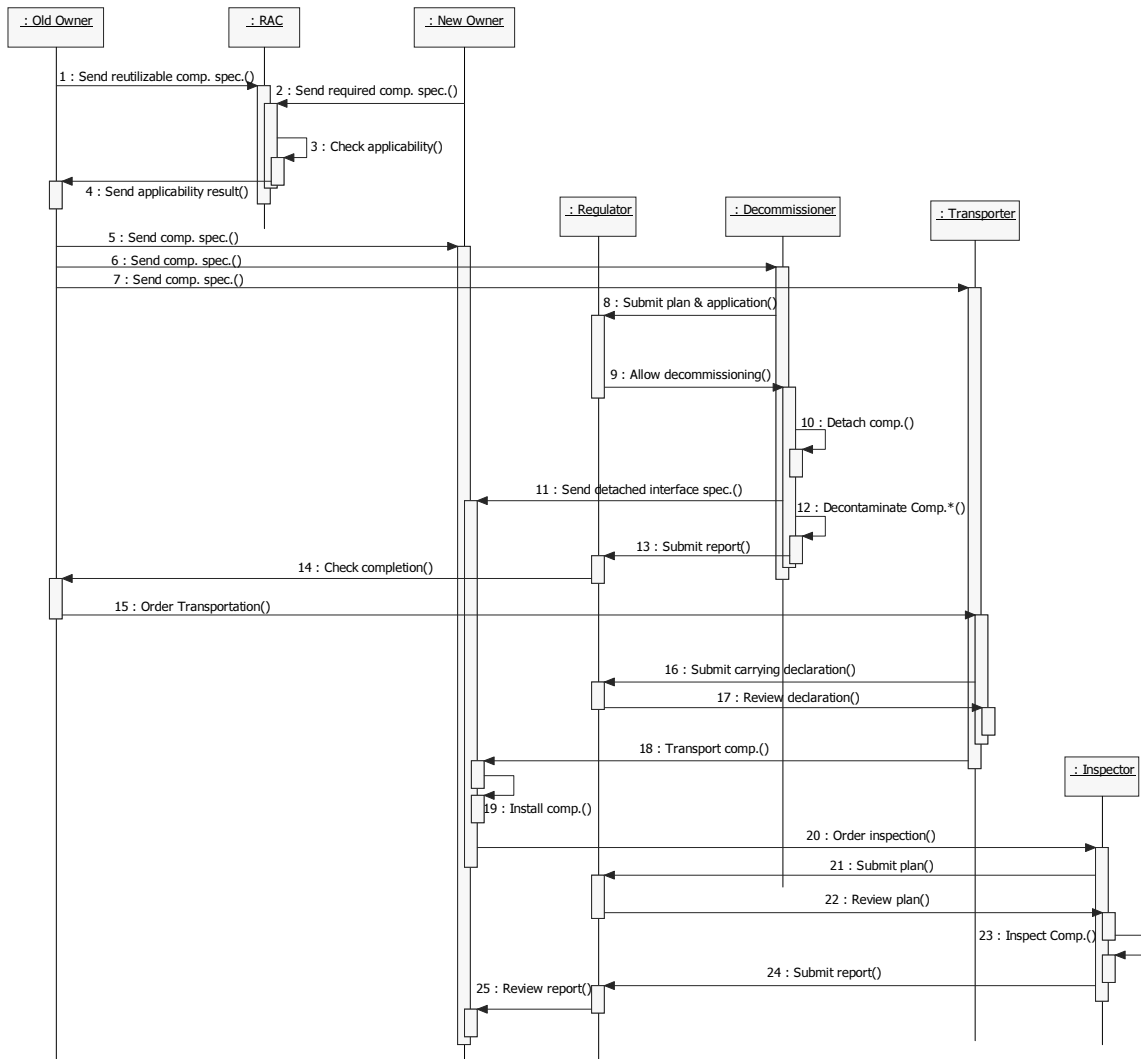 : Old Owner
: RAC
: New Owner
1 : Send reutilizable comp. spec.()
2 : Send required comp. spec.()
3 : Check applicability()
4 : Send applicability result()
: Regulator
: Decommissioner
: Transporter
5 : Send comp. spec.()
6 : Send comp. spec.()
7 : Send comp. spec.()
8 : Submit plan & application()
9 : Allow decommissioning()
10 : Detach comp.()
11 : Send detached interface spec.()
12 : Decontaminate Comp.*()
13 : Submit report()
14 : Check completion()
15 : Order Transportation()
16 : Submit carrying declaration()
17 : Review declaration()
18 : Transport comp.()
: Inspector
19 : Install comp.()
20 : Order inspection()
21 : Submit plan()
22 : Review plan()
23 : Inspect Comp.()
24 : Submit report()
25 : Review report()